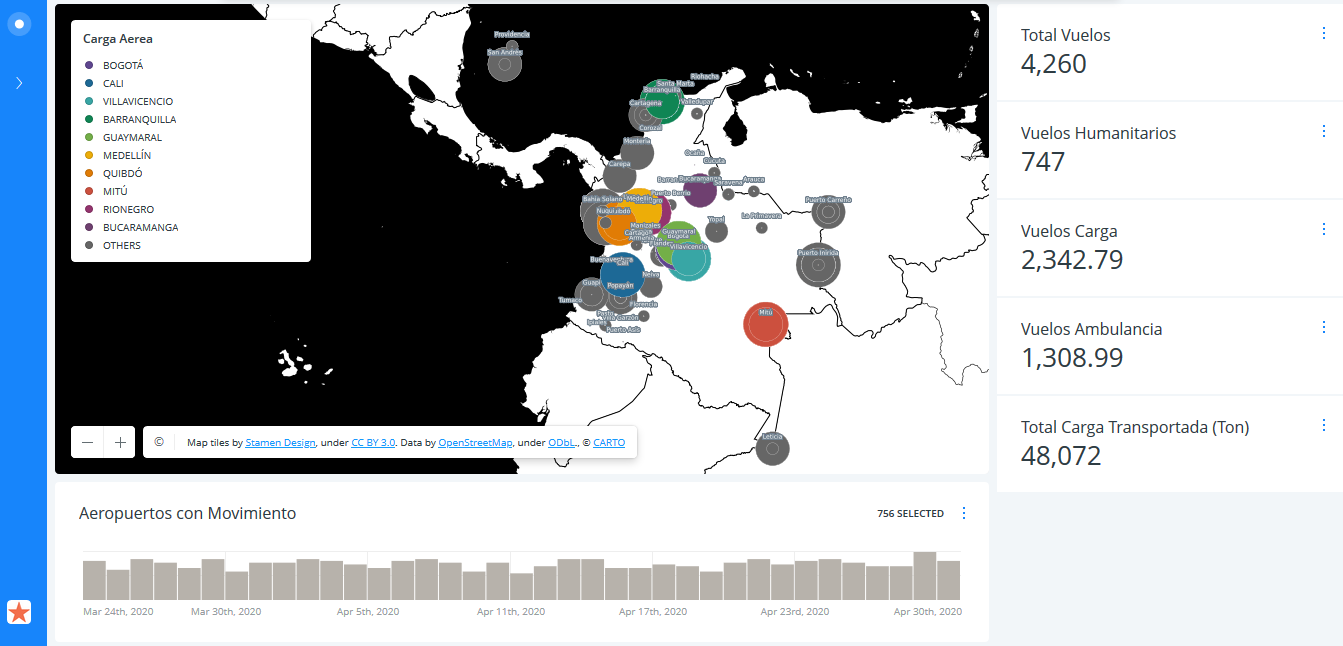 Carga Aerea
BOGOTÁ
CALI
VILLAVICENCIO
BARRANQUILLA
GUAYMARAL
MEDELLÍN
QUIBDÓ
MITÚ
RIONEGRO
BUCARAMANGA
OTHERS
Providencia
San Andrés
Riohacha
Santa Marta
Barranquilla
Cartagena
Valledupar
Corozal
Montería
Ocaña
Cúcuta
Carepa
Bucaramanga
Saravena
Arauca
Puerto Berrio
Bahía Solano
Medellín
Puerto Carreño
Nuquí
La Primavera
Yopal
Manizales
Guaymaral
Cartago
Bogotá
Armenia
Villavicencio
Puerto Inírida
Buenaventura
Cali
Neiva
Guapi
Popayán
Tumaco
Florencia
Mitú
Pasto
Villa Garzón
Ipiales
Puerto Asís
Leticia
− +
© Map tiles by Stamen Design, under CC BY 3.0. Data by OpenStreetMap, under ODbL., © CARTO
Total Vuelos
4,260
Vuelos Humanitarios
747
Vuelos Carga
2,342.79
Vuelos Ambulancia
1,308.99
Total Carga Transportada (Ton)
48,072
Aeropuertos con Movimiento
756 SELECTED
Mar 24th, 2020 Mar 30th, 2020 Apr 5th, 2020 Apr 11th, 2020 Apr 17th, 2020 Apr 23rd, 2020 Apr 30th, 2020